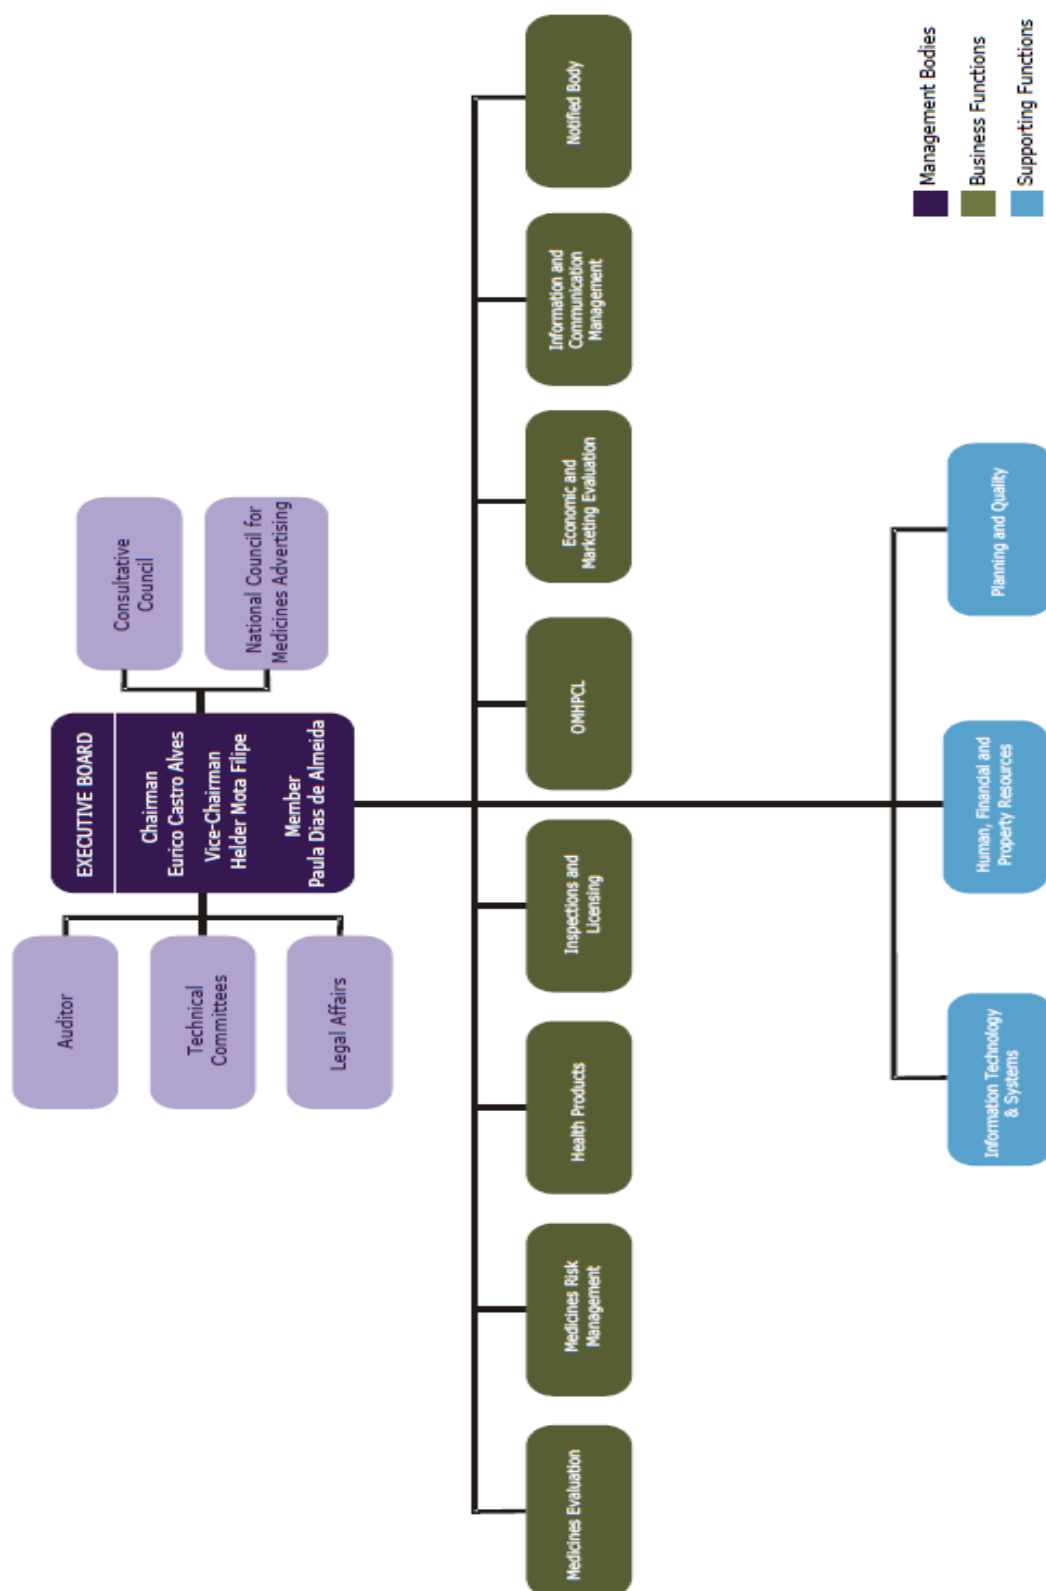 EXECUTIVE BOARD
Chairman
Eurico Castro Alves
Vice-Chairman
Helder Mota Filipe
Member
Paula Dias de Almeida
Auditor
Technical
Committees
Legal Affairs
Consultative
Council
National Council for
Medicines Advertising
Medicines Evaluation
Medicines Risk
Management
Health Products
Inspections and
Licensing
OMHPCL
Economic and
Marketing Evaluation
Information and
Communication
Management
Notified Body
Information Technology
& Systems
Human, Financial and
Property Resources
Planning and Quality
Management Bodies
Business Functions
Supporting Functions